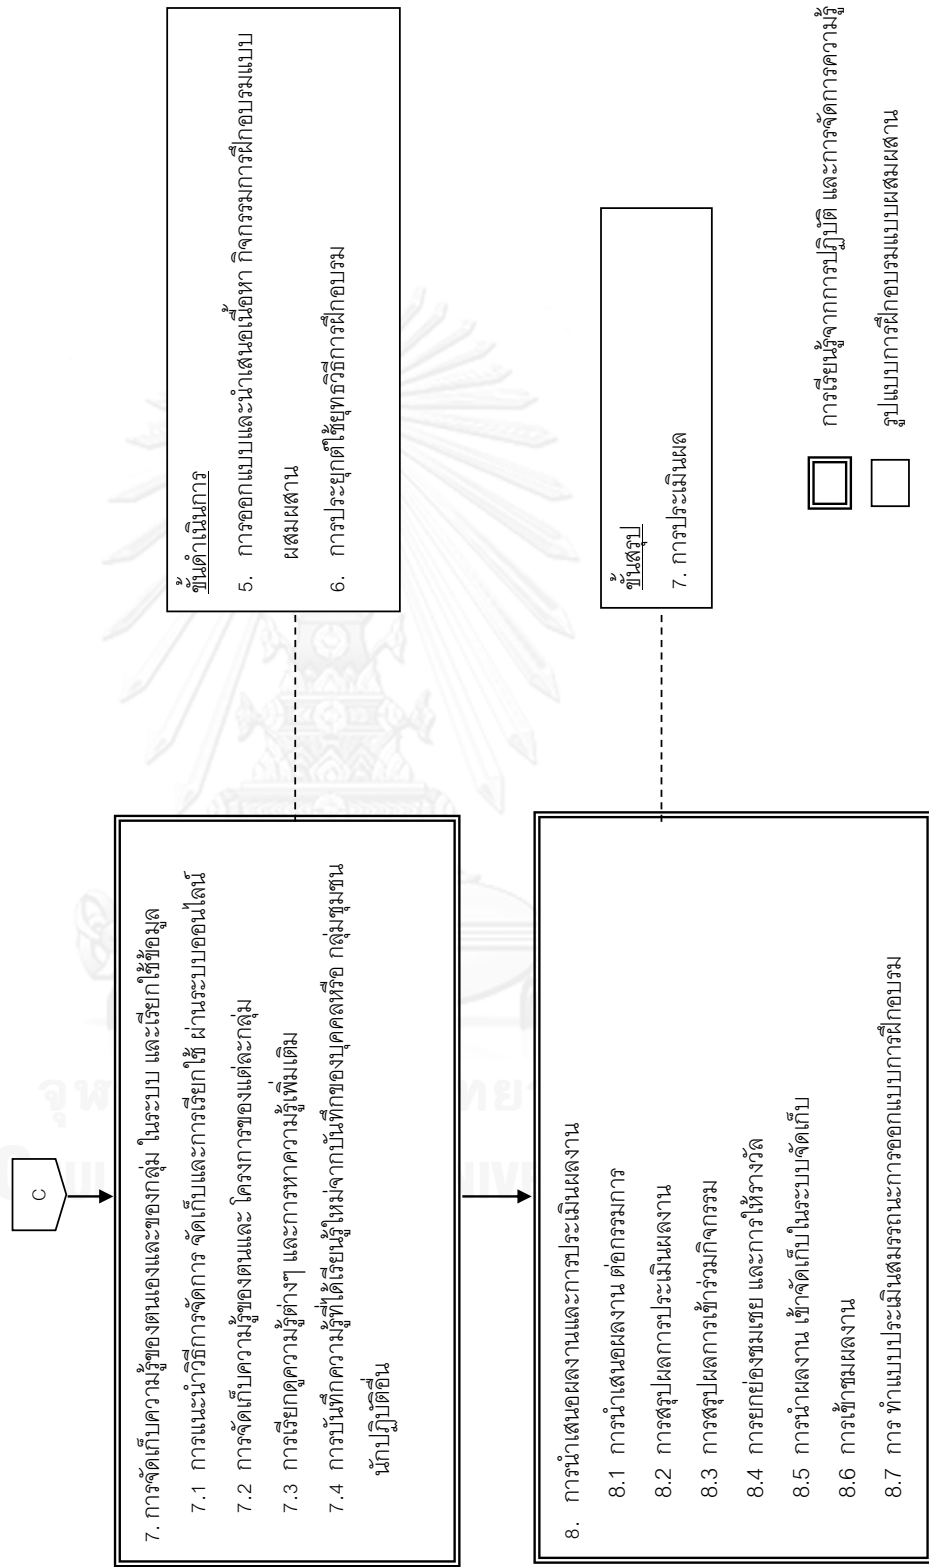 C
7. การจัดเก็บความรู้ของตนเองและของกลุ่ม ในระบบ และเรียกใช้ข้อมูล
7.1 การแนะนำวิธีการจัดการ จัดเก็บและการเรียกใช้ ผ่านระบบออนไลน์
7.2 การจัดเก็บความรู้ของตนและ โครงการของแต่ละกลุ่ม
7.3 การเรียกดูความรู้ต่างๆ และการหาความรู้เพิ่มเติม
7.4 การบันทึกความรู้ที่ได้เรียนรู้ใหม่จากบันทึกของบุคคลหรือ กลุ่มชุมชน
นักปฏิบัติอื่น
ขั้นดำเนินการ
5. การออกแบบและนำเสนอเนื้อหา กิจกรรมการฝึกอบรมแบบ
ผสมผสาน
6. การประยุกต์ใช้ยุทธวิธีการฝึกอบรม
8. การนำเสนอผลงานและการประเมินผลงาน
8.1 การนำเสนอผลงาน ต่อกรรมการ
8.2 การสรุปผลการประเมินผลงาน
8.3 การสรุปผลการเข้าร่วมกิจกรรม
8.4 การยกย่องชมเชย และการให้รางวัล
8.5 การนำผลงาน เข้าจัดเก็บในระบบจัดเก็บ
8.6 การเข้าชมผลงาน
8.7 การ ทำแบบประเมินสมรรถนะการออกแบบการฝึกอบรม
ขั้นสรุป
7. การประเมินผล
การเรียนรู้จากการปฏิบัติ และการจัดการความรู้
รูปแบบการฝึกอบรมแบบผสมผสาน